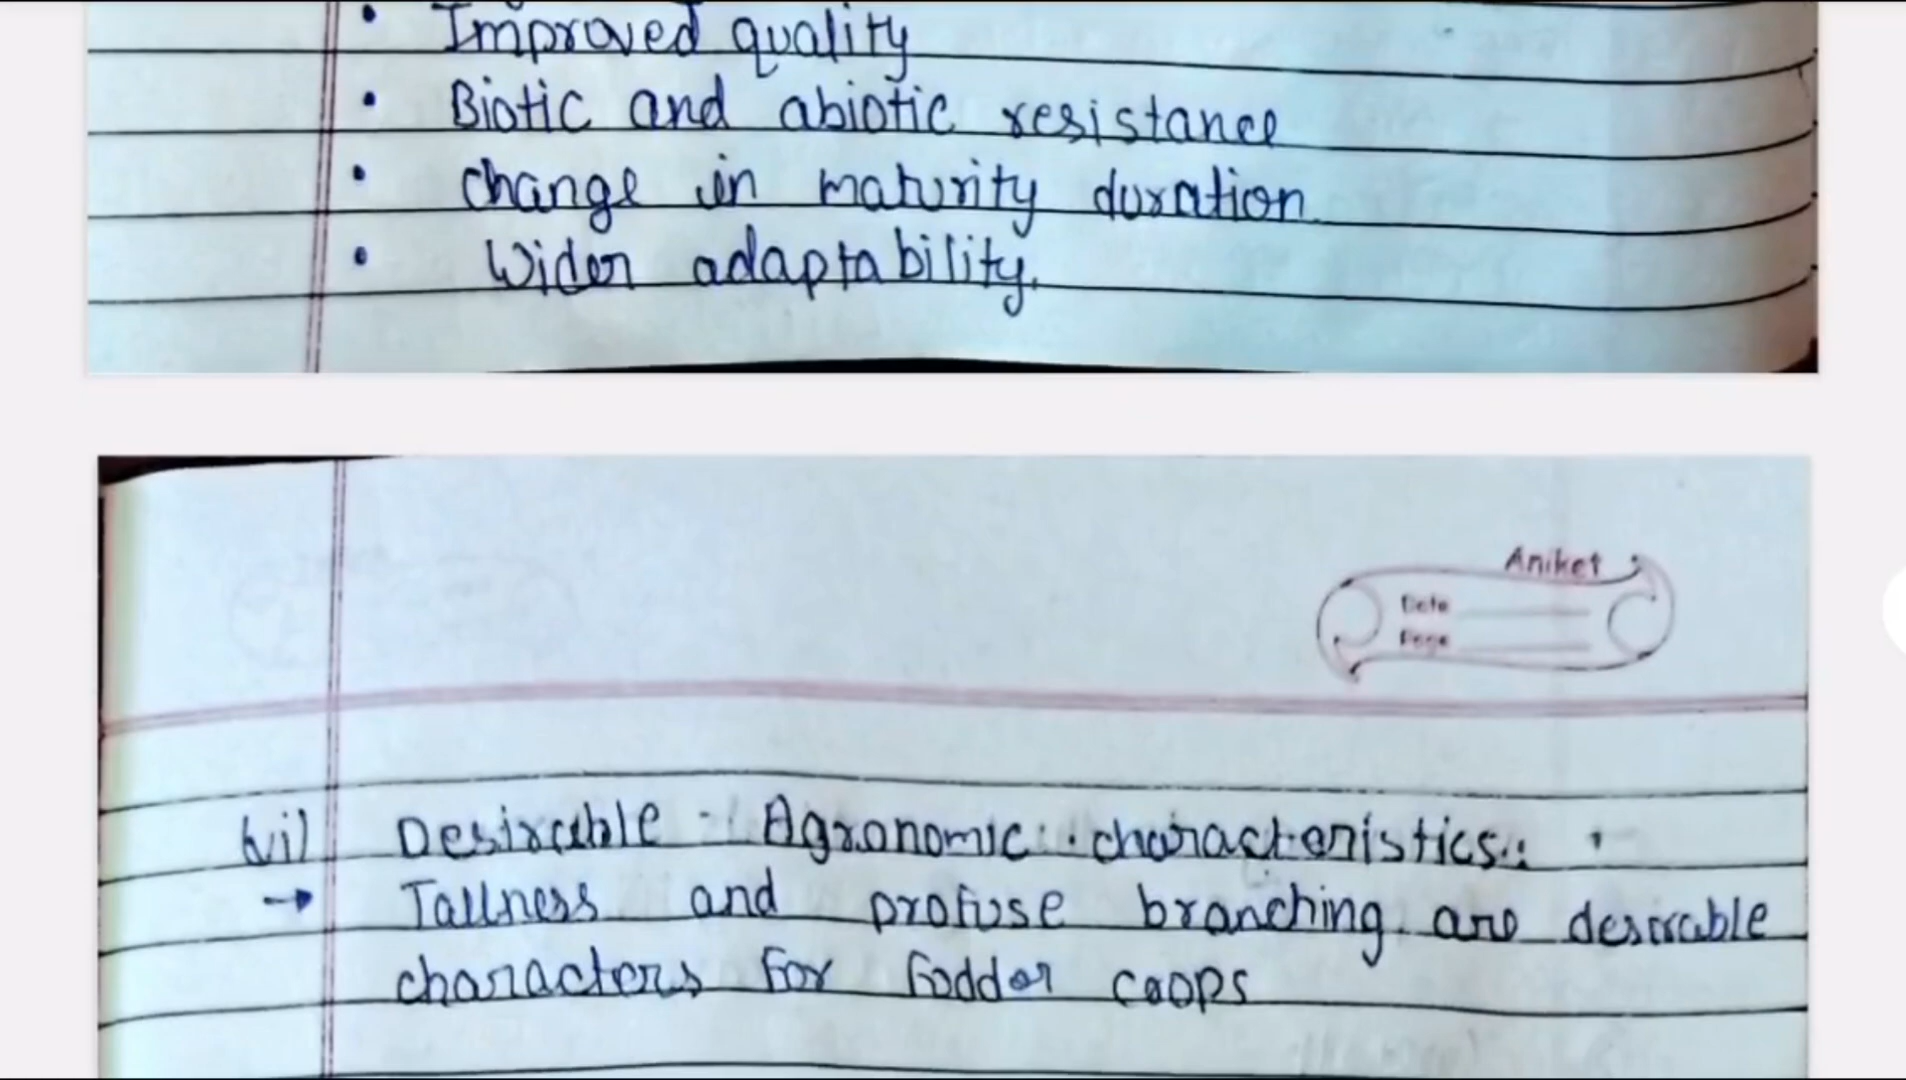 • Improved quality
• Biotic and abiotic resistance
• change in maturity duration
• Wider adaptability.
Aniket
Date
Page
(vi) Desirable Agronomic characteristics:
→ Tallness and profuse branching are desirable
characters for fodder crops